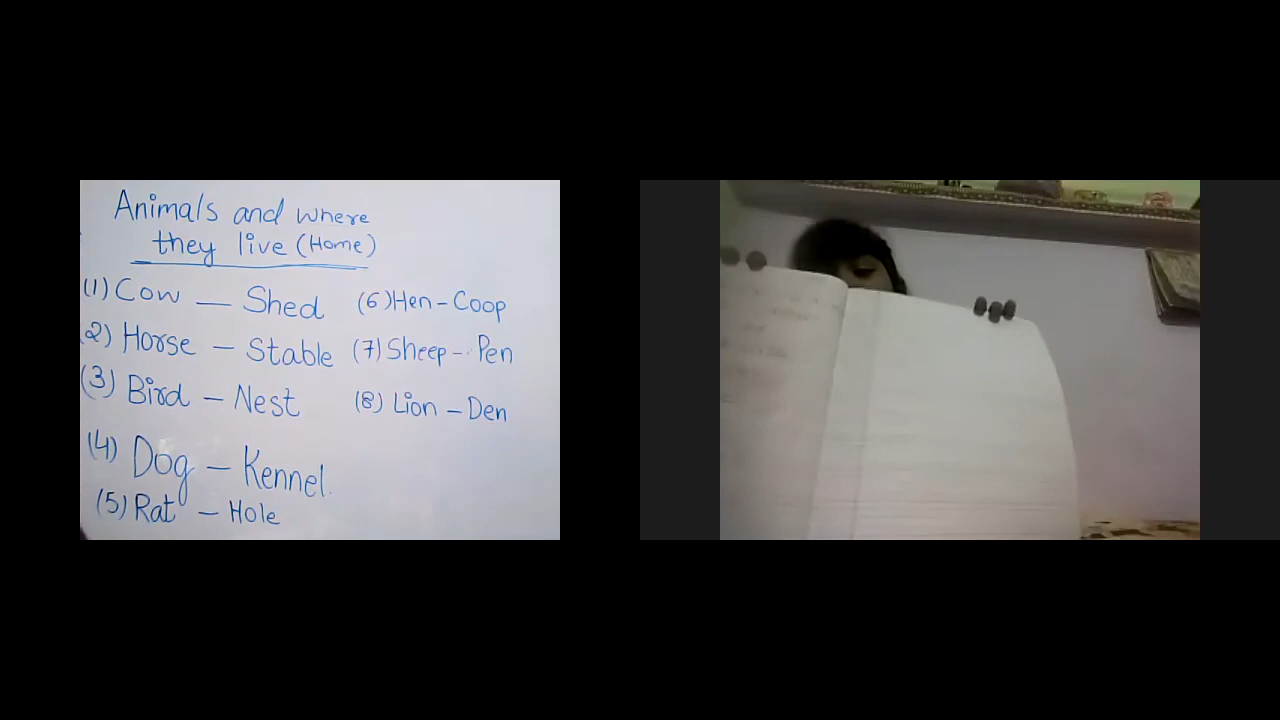 Animals and where
they live (Home)
(1) Cow — Shed
(2) Horse — Stable
(3) Bird — Nest
(4) Dog — Kennel.
(5) Rat — Hole
(6) Hen - Coop
(7) Sheep - Pen
(8) Lion - Den